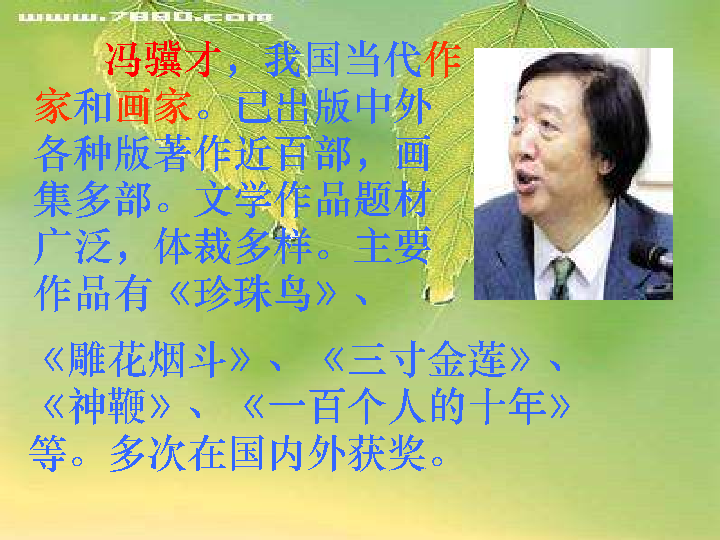 www.7880.com
冯骥才，我国当代作
家和画家。已出版中外
各种版著作近百部，画
集多部。文学作品题材
广泛，体裁多样。主要
作品有《珍珠鸟》、
《雕花烟斗》、《三寸金莲》、
《神鞭》、《一百个人的十年》
等。多次在国内外获奖。